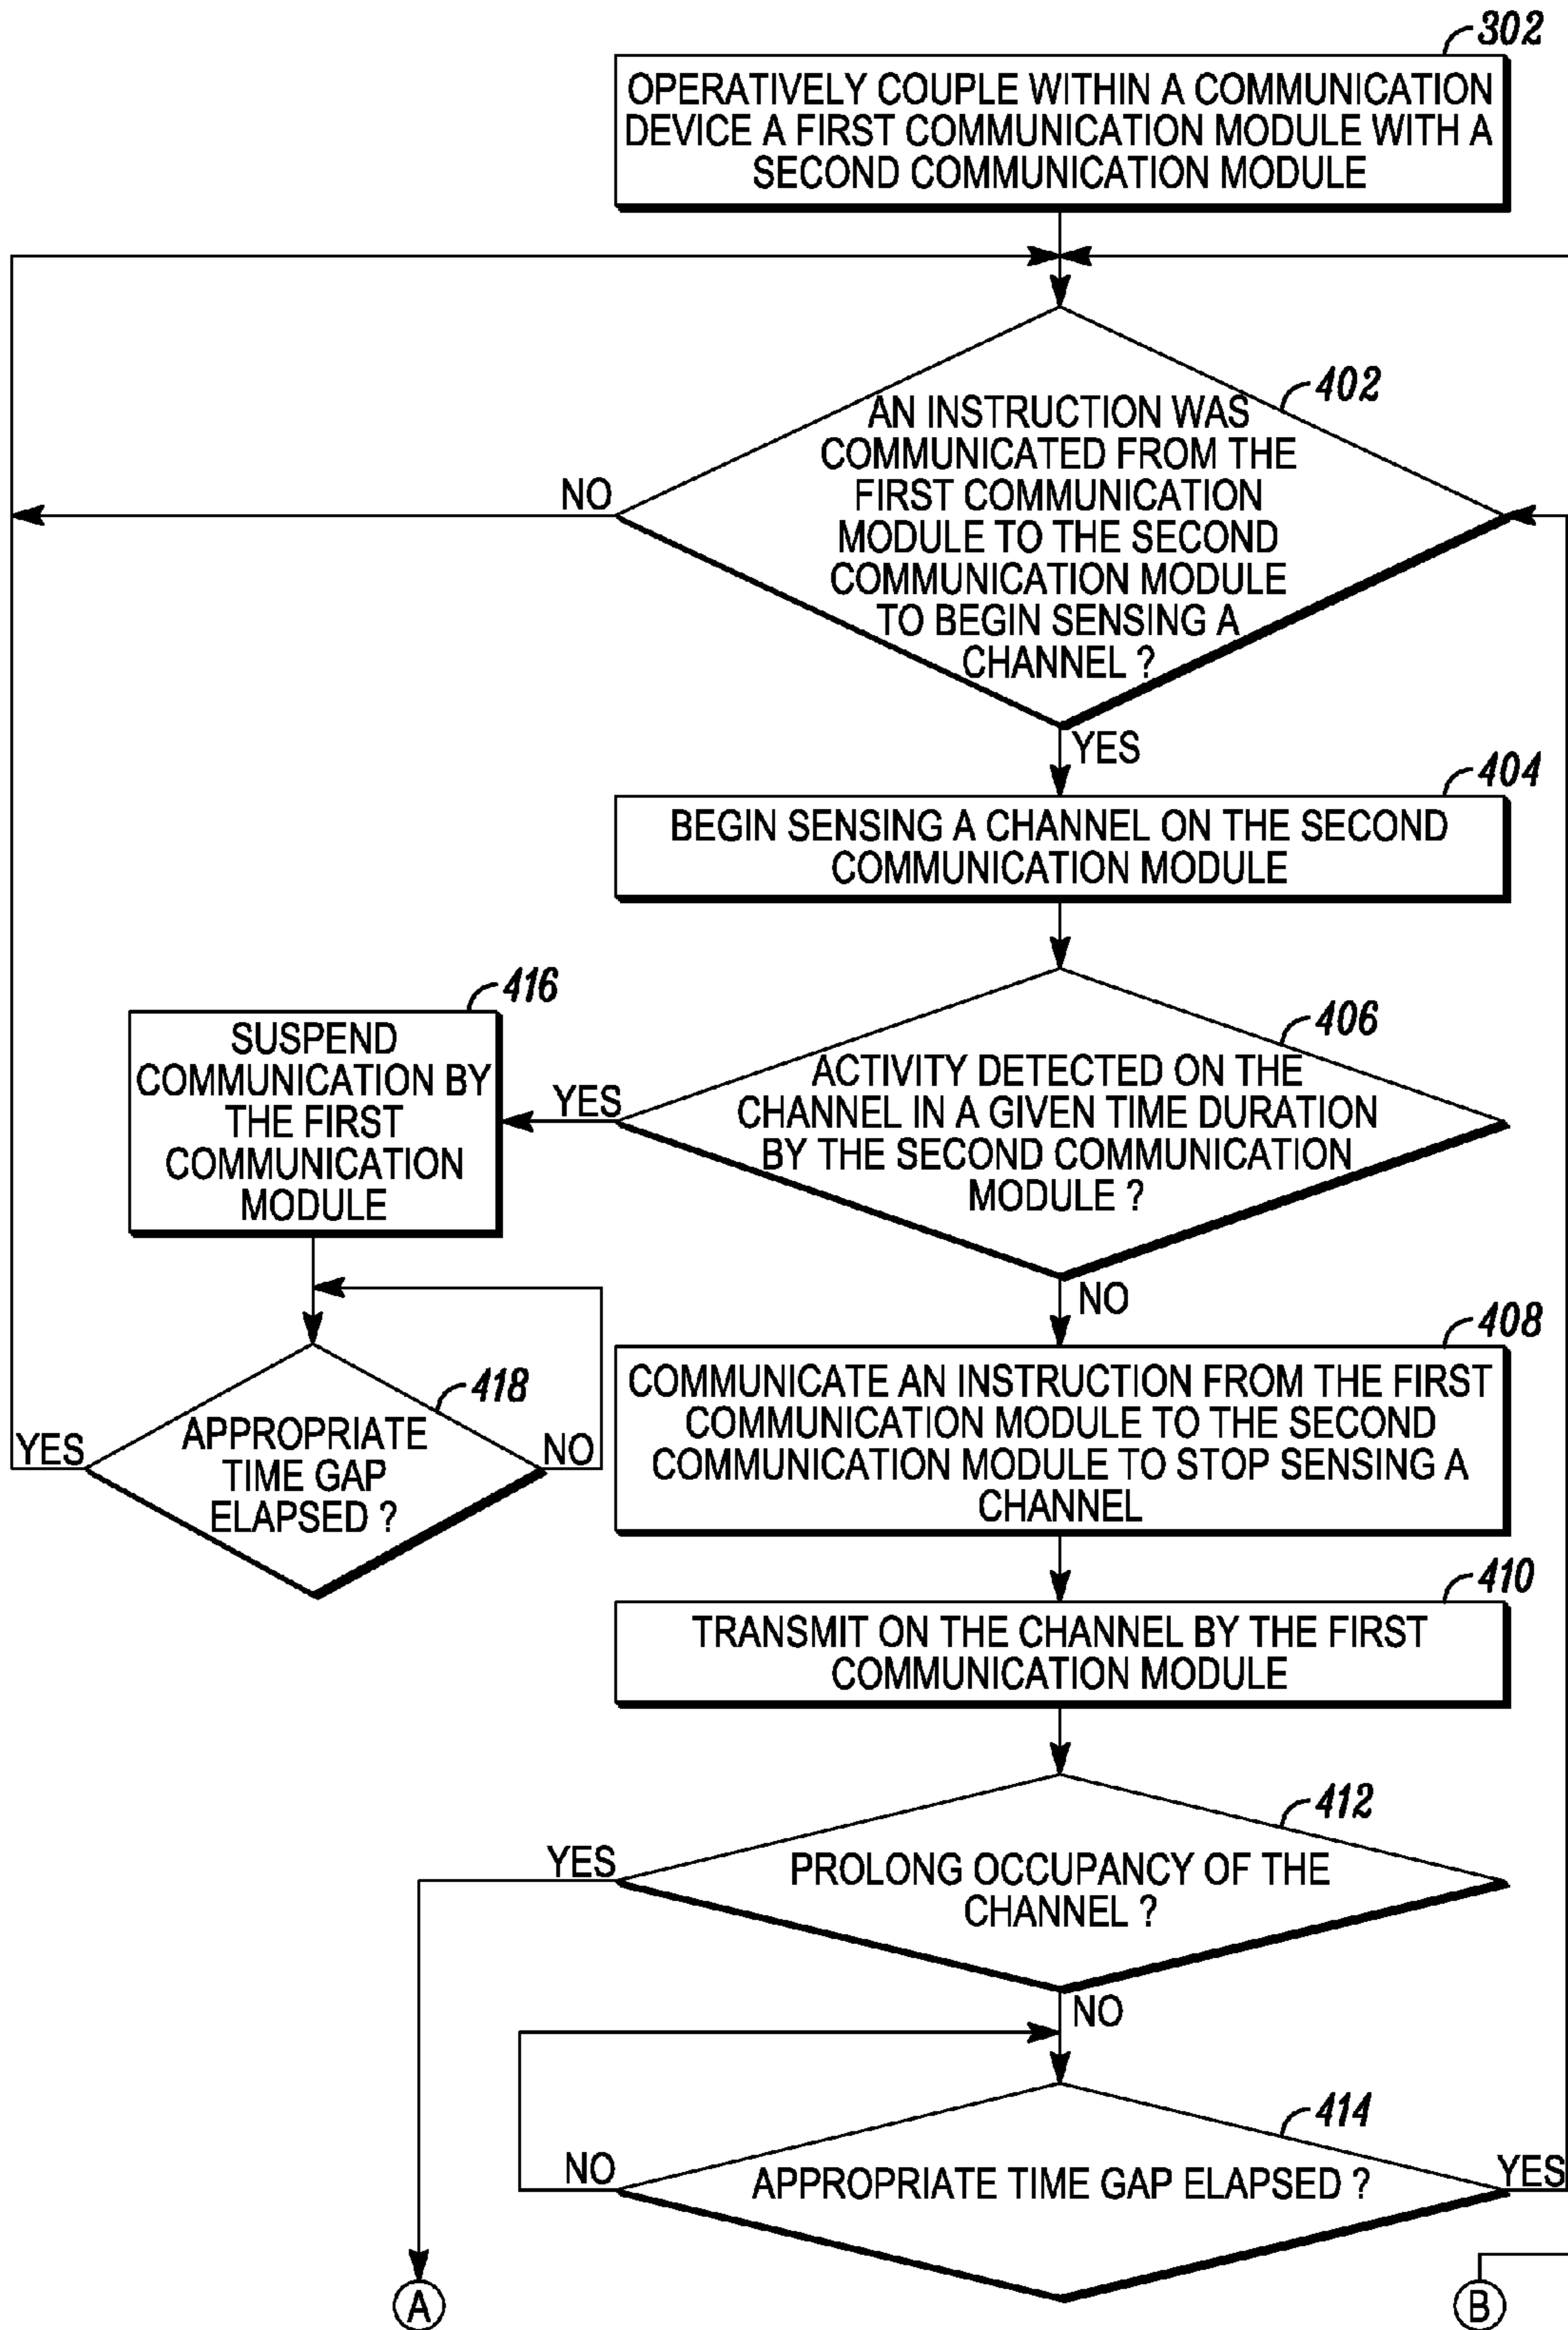 302
OPERATIVELY COUPLE WITHIN A COMMUNICATION
DEVICE A FIRST COMMUNICATION MODULE WITH A
SECOND COMMUNICATION MODULE
402
AN INSTRUCTION WAS
COMMUNICATED FROM THE
FIRST COMMUNICATION
MODULE TO THE SECOND
COMMUNICATION MODULE
TO BEGIN SENSING A
CHANNEL ?
NO
YES
404
BEGIN SENSING A CHANNEL ON THE SECOND
COMMUNICATION MODULE
406
ACTIVITY DETECTED ON THE
CHANNEL IN A GIVEN TIME DURATION
BY THE SECOND COMMUNICATION
MODULE ?
YES
416
SUSPEND
COMMUNICATION BY
THE FIRST
COMMUNICATION
MODULE
418
APPROPRIATE
TIME GAP
ELAPSED ?
YES
NO
NO
408
COMMUNICATE AN INSTRUCTION FROM THE FIRST
COMMUNICATION MODULE TO THE SECOND
COMMUNICATION MODULE TO STOP SENSING A
CHANNEL
410
TRANSMIT ON THE CHANNEL BY THE FIRST
COMMUNICATION MODULE
412
PROLONG OCCUPANCY OF THE
CHANNEL ?
YES
NO
414
APPROPRIATE TIME GAP ELAPSED ?
NO
YES
A
B